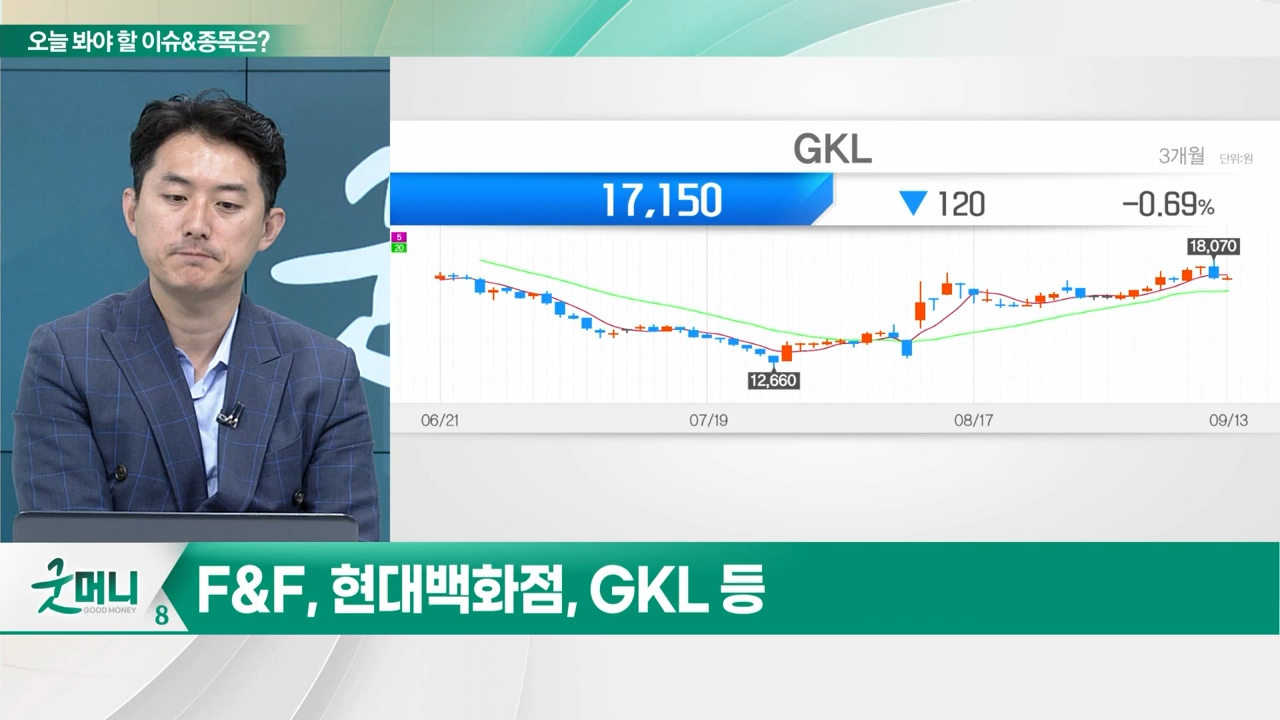 오늘 봐야 할 이슈&종목은?
GKL
3개월 단위:원
17,150 ▼ 120 -0.69%
5
20
18,070
12,660
06/21 07/19 08/17 09/13
굿머니
GOOD MONEY
8
F&F, 현대백화점, GKL 등